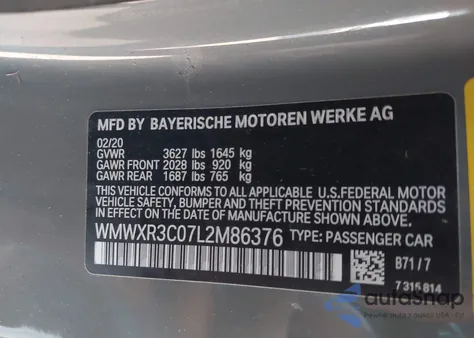 MFD BY BAYERISCHE MOTOREN WERKE AG
02/20
GVWR 3627 lbs 1645 kg
GAWR FRONT 2028 lbs 920 kg
GAWR REAR 1687 lbs 765 kg
THIS VEHICLE CONFORMS TO ALL APPLICABLE U.S.FEDERAL MOTOR
VEHICLE SAFETY, BUMPER AND THEFT PREVENTION STANDARDS
IN EFFECT ON THE DATE OF MANUFACTURE SHOWN ABOVE.
WMWXR3C07L2M86376 TYPE: PASSENGER CAR
B71/7
7 316 814
autoSnap